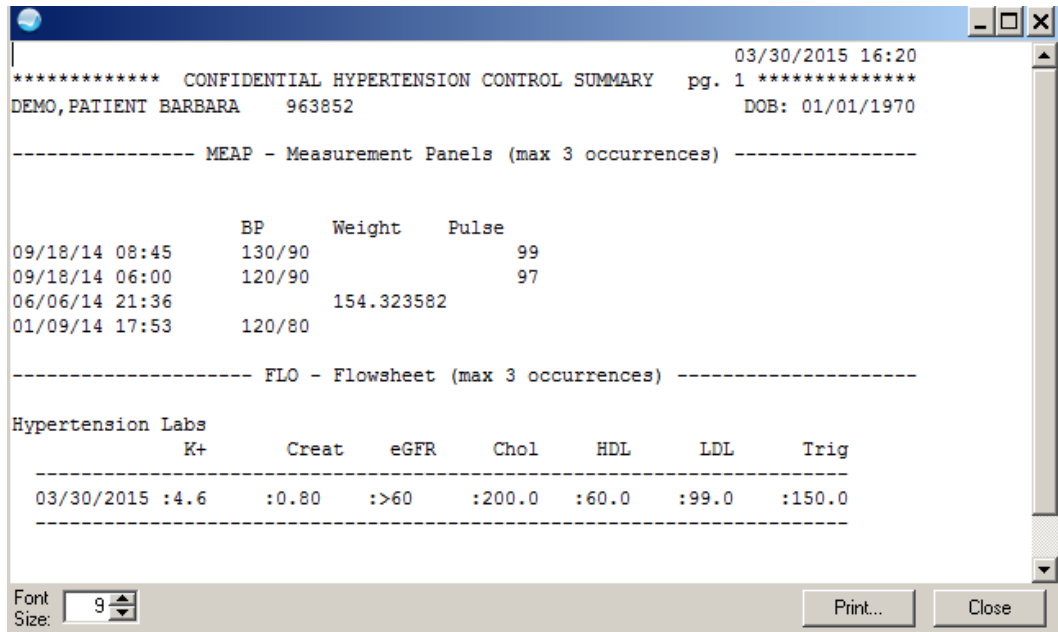 03/30/2015 16:20
************* CONFIDENTIAL HYPERTENSION CONTROL SUMMARY pg. 1 **************
DEMO,PATIENT BARBARA 963852 DOB: 01/01/1970
---------------- MEAP - Measurement Panels (max 3 occurrences) ----------------
BP Weight Pulse
09/18/14 08:45 130/90 99
09/18/14 06:00 120/90 97
06/06/14 21:36 154.323582
01/09/14 17:53 120/80
--------------------- FLO - Flowsheet (max 3 occurrences) ---------------------
Hypertension Labs
K+ Creat eGFR Chol HDL LDL Trig
-----------------------------------------------------------------------
03/30/2015 :4.6 :0.80 :>60 :200.0 :60.0 :99.0 :150.0
-----------------------------------------------------------------------
Font Size: 9 Print... Close